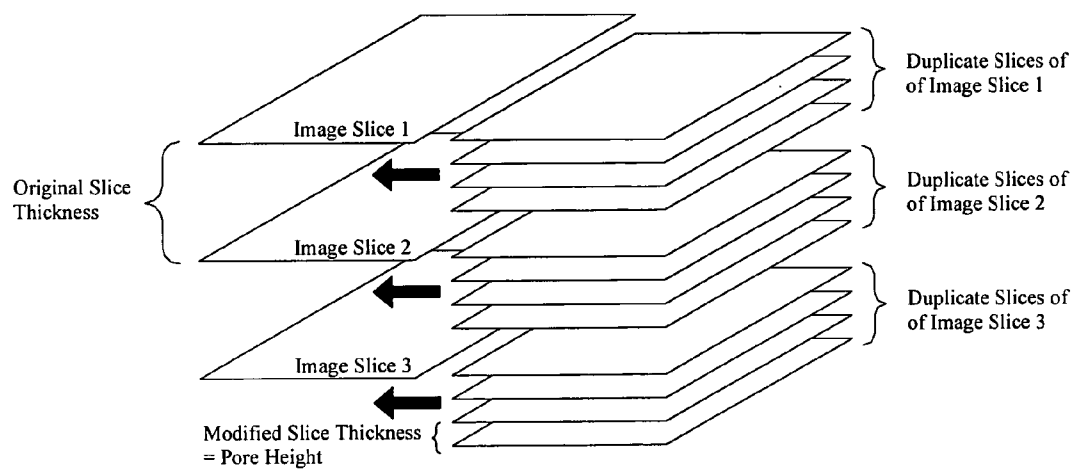 Duplicate Slices of
of Image Slice 1
Image Slice 1
Original Slice
Thickness
Duplicate Slices of
of Image Slice 2
Image Slice 2
Duplicate Slices of
of Image Slice 3
Image Slice 3
Modified Slice Thickness
= Pore Height